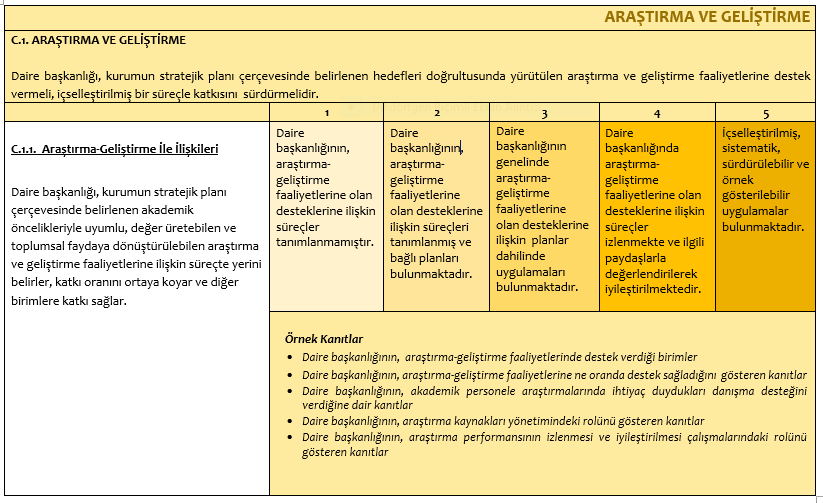 ARAŞTIRMA VE GELİŞTİRME
C.1. ARAŞTIRMA VE GELİŞTİRME
Daire başkanlığı, kurumun stratejik planı çerçevesinde belirlenen hedefleri doğrultusunda yürütülen araştırma ve geliştirme faaliyetlerine destek
vermeli, içselleştirilmiş bir süreçle katkısını sürdürmelidir.
1 2 3 4 5
C.1.1. Araştırma-Geliştirme İle İlişkileri
Daire başkanlığı, kurumun stratejik planı
çerçevesinde belirlenen akademik
öncelikleriyle uyumlu, değer üretebilen ve
toplumsal faydaya dönüştürülebilen araştırma
ve geliştirme faaliyetlerine ilişkin süreçte yerini
belirler, katkı oranını ortaya koyar ve diğer
birimlere katkı sağlar.
Daire
başkanlığının,
araştırma-
geliştirme
faaliyetlerine olan
desteklerine ilişkin
süreçler
tanımlanmamıştır.
Daire
başkanlığının,
araştırma-
geliştirme
faaliyetlerine
olan desteklerine
ilişkin süreçleri
tanımlanmış ve
bağlı planları
bulunmaktadır.
Daire
başkanlığının
genelinde
araştırma-
geliştirme
faaliyetlerine
olan desteklerine
ilişkin planlar
dahilinde
uygulamaları
bulunmaktadır.
Daire
başkanlığında
araştırma-
geliştirme
faaliyetlerine olan
desteklerine ilişkin
süreçler
izlenmekte ve ilgili
paydaşlarla
değerlendirilerek
iyileştirilmektedir.
İçselleştirilmiş,
sistematik,
sürdürülebilir ve
örnek
gösterilebilir
uygulamalar
bulunmaktadır.
Örnek Kanıtlar
• Daire başkanlığının, araştırma-geliştirme faaliyetlerinde destek verdiği birimler
• Daire başkanlığının, araştırma-geliştirme faaliyetlerine ne oranda destek sağladığını gösteren kanıtlar
• Daire başkanlığının, akademik personele araştırmalarında ihtiyaç duydukları danışma desteğini
verdiğine dair kanıtlar
• Daire başkanlığının, araştırma kaynakları yönetimindeki rolünü gösteren kanıtlar
• Daire başkanlığının, araştırma performansının izlenmesi ve iyileştirilmesi çalışmalarındaki rolünü
gösteren kanıtlar